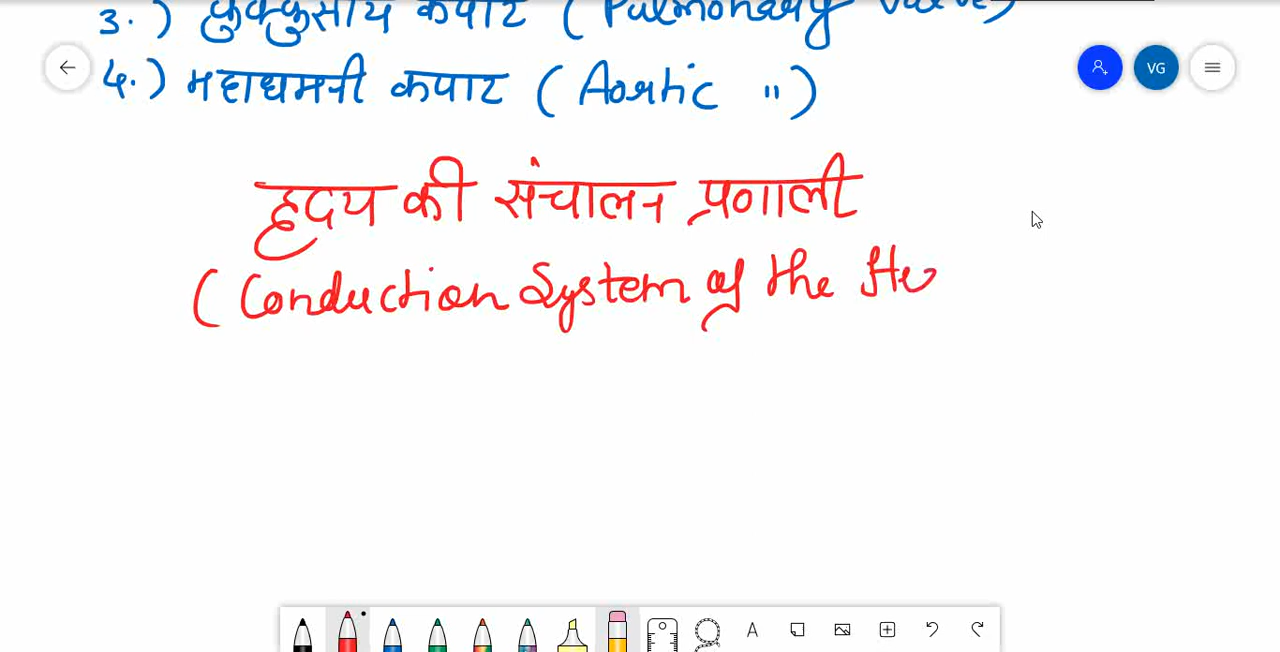 3.) फुफ्फुसीय कपाट (Pulmonary Valve)
4.) महाधमनी कपाट (Aortic ")
VG
हृदय की संचालन प्रणाली
(Conduction System of the He
A